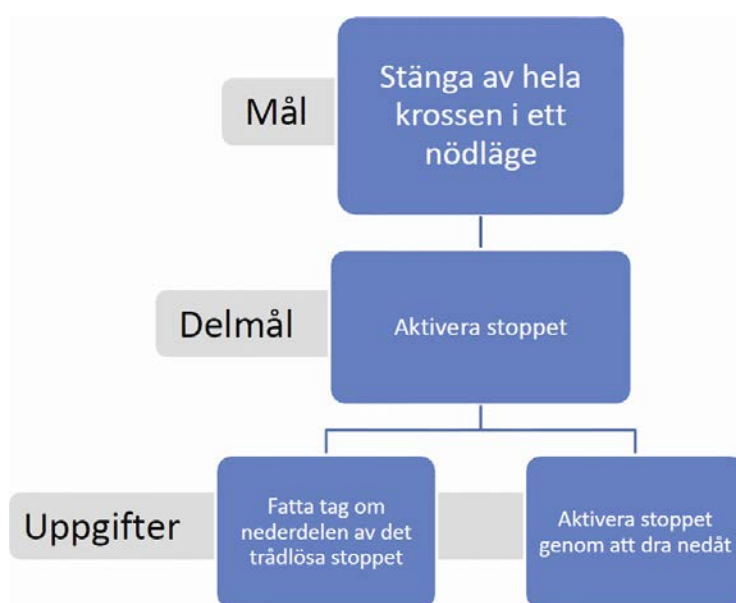 Mål
Stänga av hela
krossen i ett
nödläge
Delmål
Aktivera stoppet
Uppgifter
Fatta tag om
nederdelen av det
trådlösa stoppet
Aktivera stoppet
genom att dra nedåt